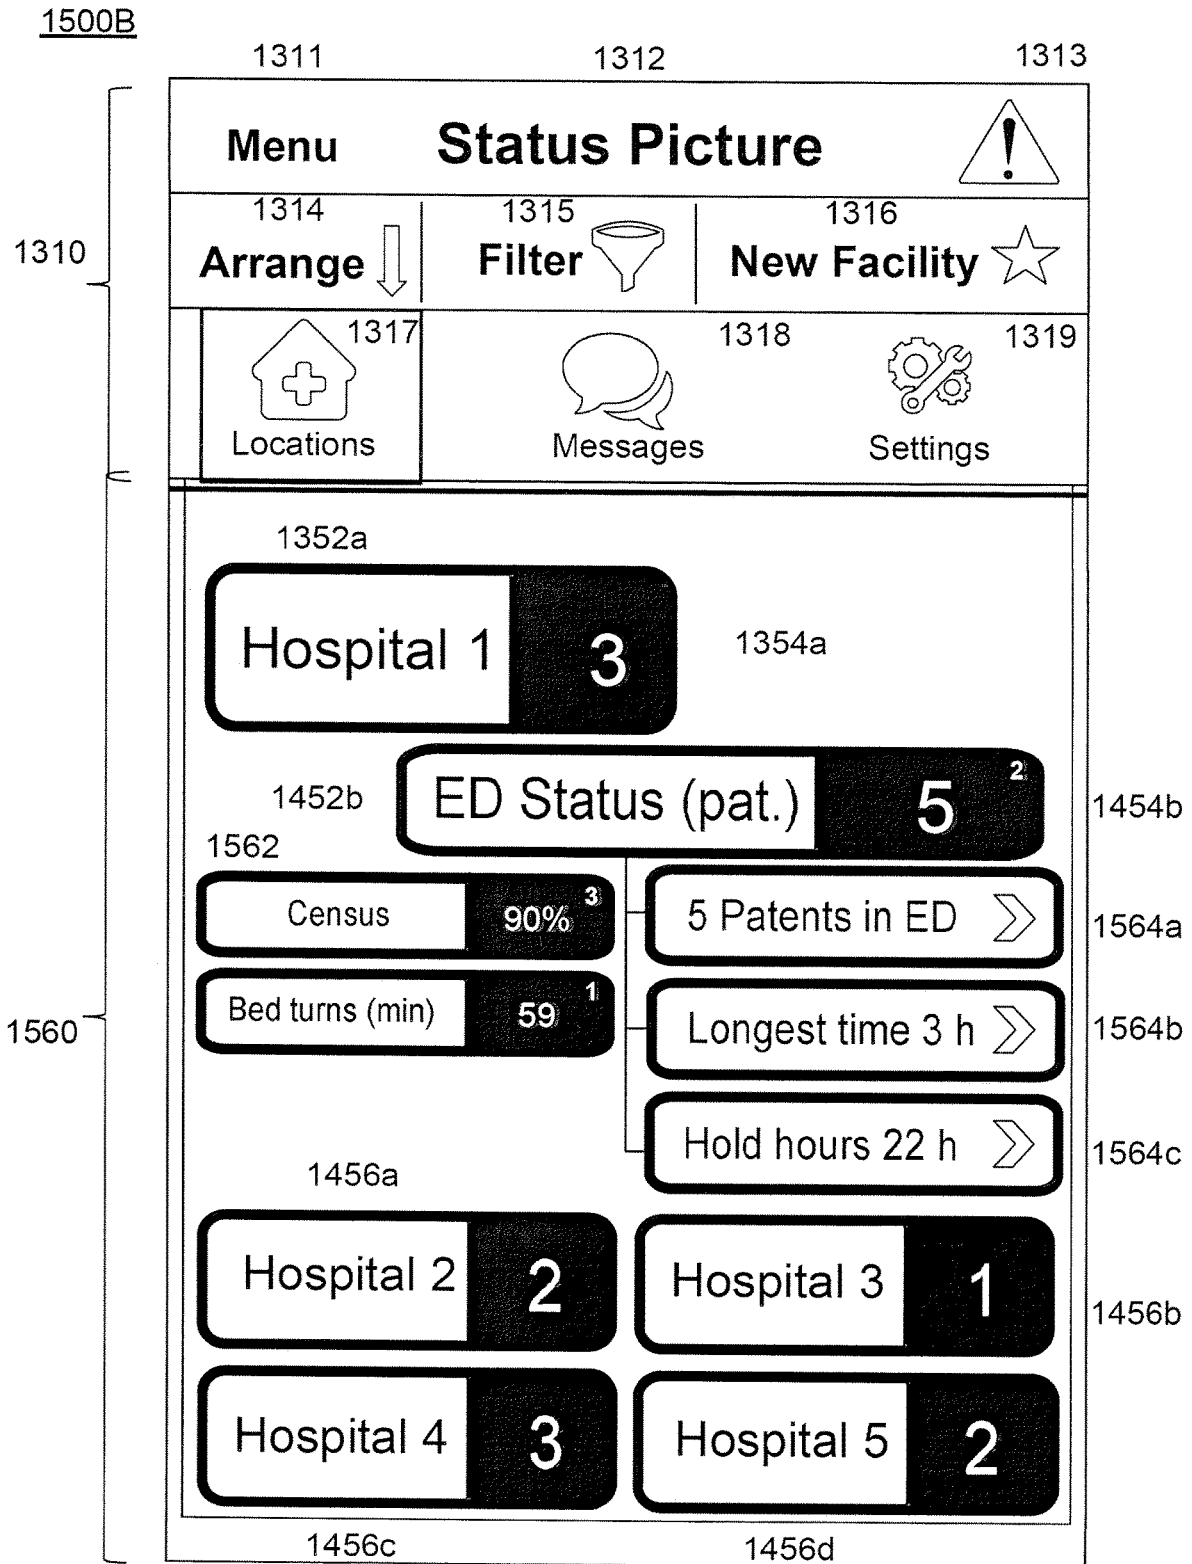 1500B
1311 1312 1313
Menu Status Picture !
1314 1315 1316
1310
Arrange Filter New Facility
1317 1318 1319
Locations Messages Settings
1352a
Hospital 1 3
1354a
1452b
ED Status (pat.) 5 2
1454b
1562
Census 90% 3
5 Patents in ED
1564a
Bed turns (min) 59 1
1560
Longest time 3 h
1564b
Hold hours 22 h
1564c
1456a
Hospital 2 2
Hospital 3 1
1456b
Hospital 4 3
Hospital 5 2
1456c 1456d